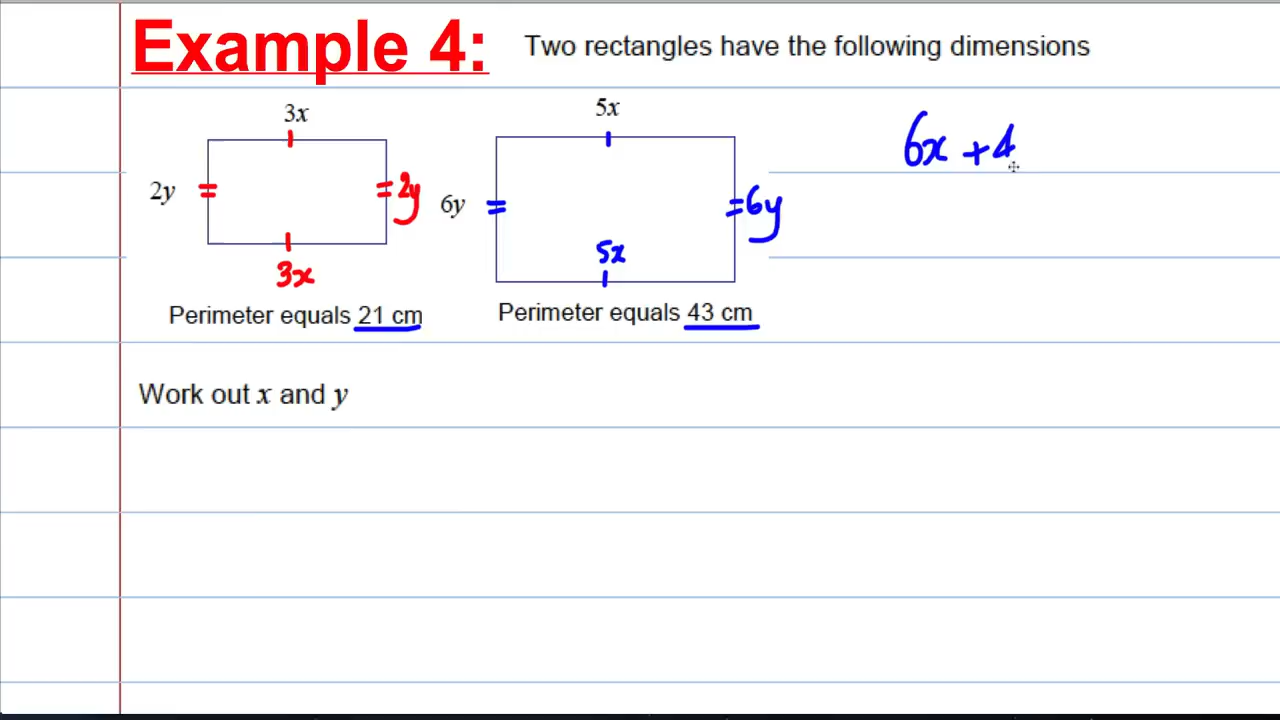 Example 4: Two rectangles have the following dimensions
3x
5x
6x + 4
2y
2y
6y
6y
5x
3x
Perimeter equals 21 cm
Perimeter equals 43 cm
Work out x and y